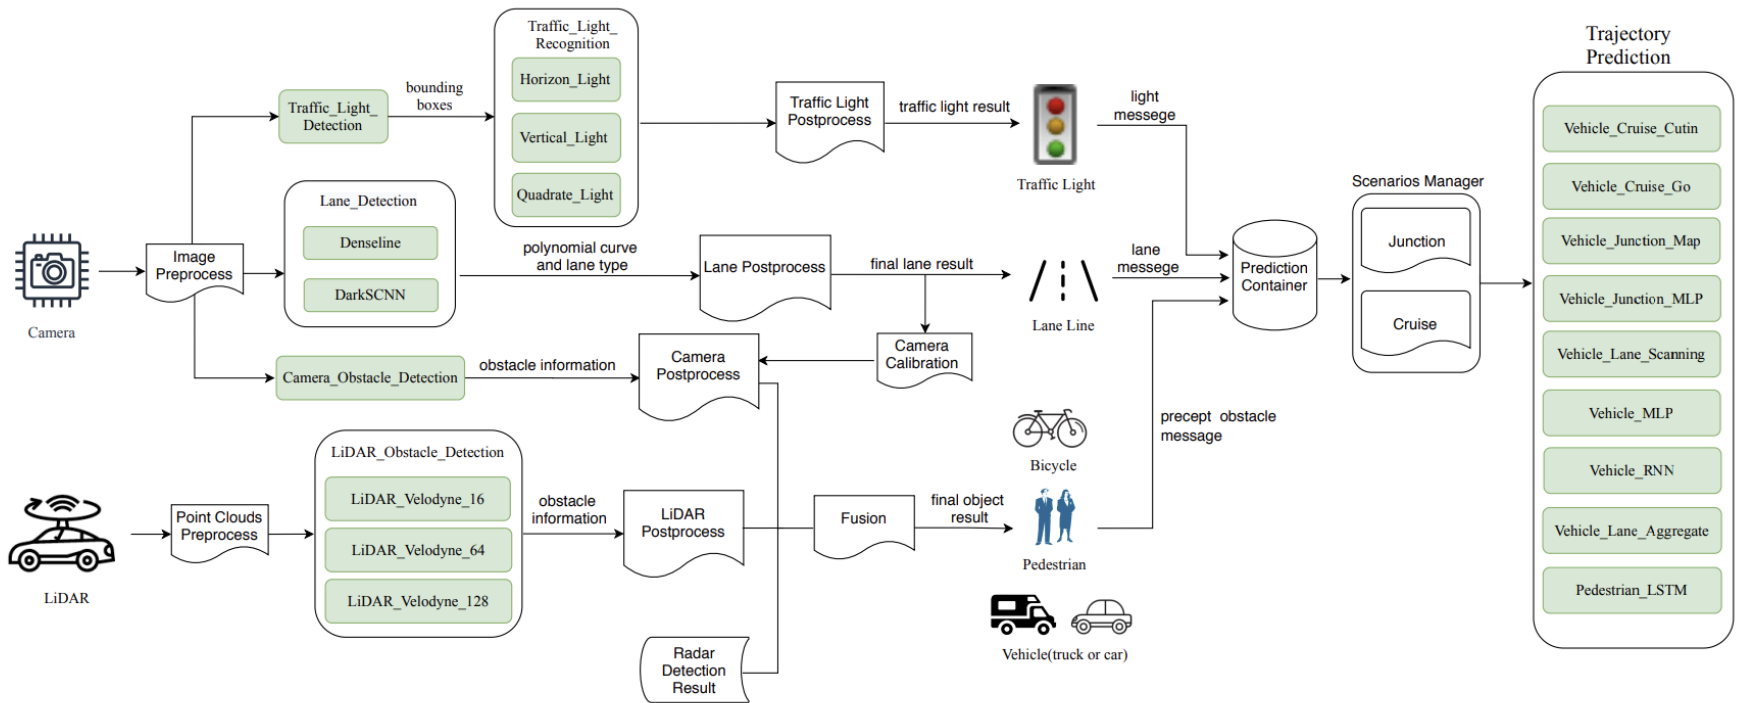 Traffic_Light_
Recognition
Horizon_Light
Vertical_Light
Quadrate_Light
Traffic_Light_
Detection
bounding
boxes
Traffic Light
Postprocess
traffic light result
Traffic Light
light
messege
Trajectory
Prediction
Vehicle_Cruise_Cutin
Vehicle_Cruise_Go
Vehicle_Junction_Map
Vehicle_Junction_MLP
Vehicle_Lane_Scanning
Vehicle_MLP
Vehicle_RNN
Vehicle_Lane_Aggregate
Pedestrian_LSTM
Scenarios Manager
Junction
Cruise
Prediction
Container
Camera
Image
Preprocess
Lane_Detection
Denseline
DarkSCNN
polynomial curve
and lane type
Lane Postprocess
final lane result
Lane Line
lane
messege
Camera
Calibration
Camera_Obstacle_Detection
obstacle information
Camera
Postprocess
LiDAR
Point Clouds
Preprocess
LiDAR_Obstacle_Detection
LiDAR_Velodyne_16
LiDAR_Velodyne_64
LiDAR_Velodyne_128
obstacle
information
LiDAR
Postprocess
Fusion
final object
result
Bicycle
Pedestrian
Vehicle(truck or car)
precept obstacle
message
Radar
Detection
Result